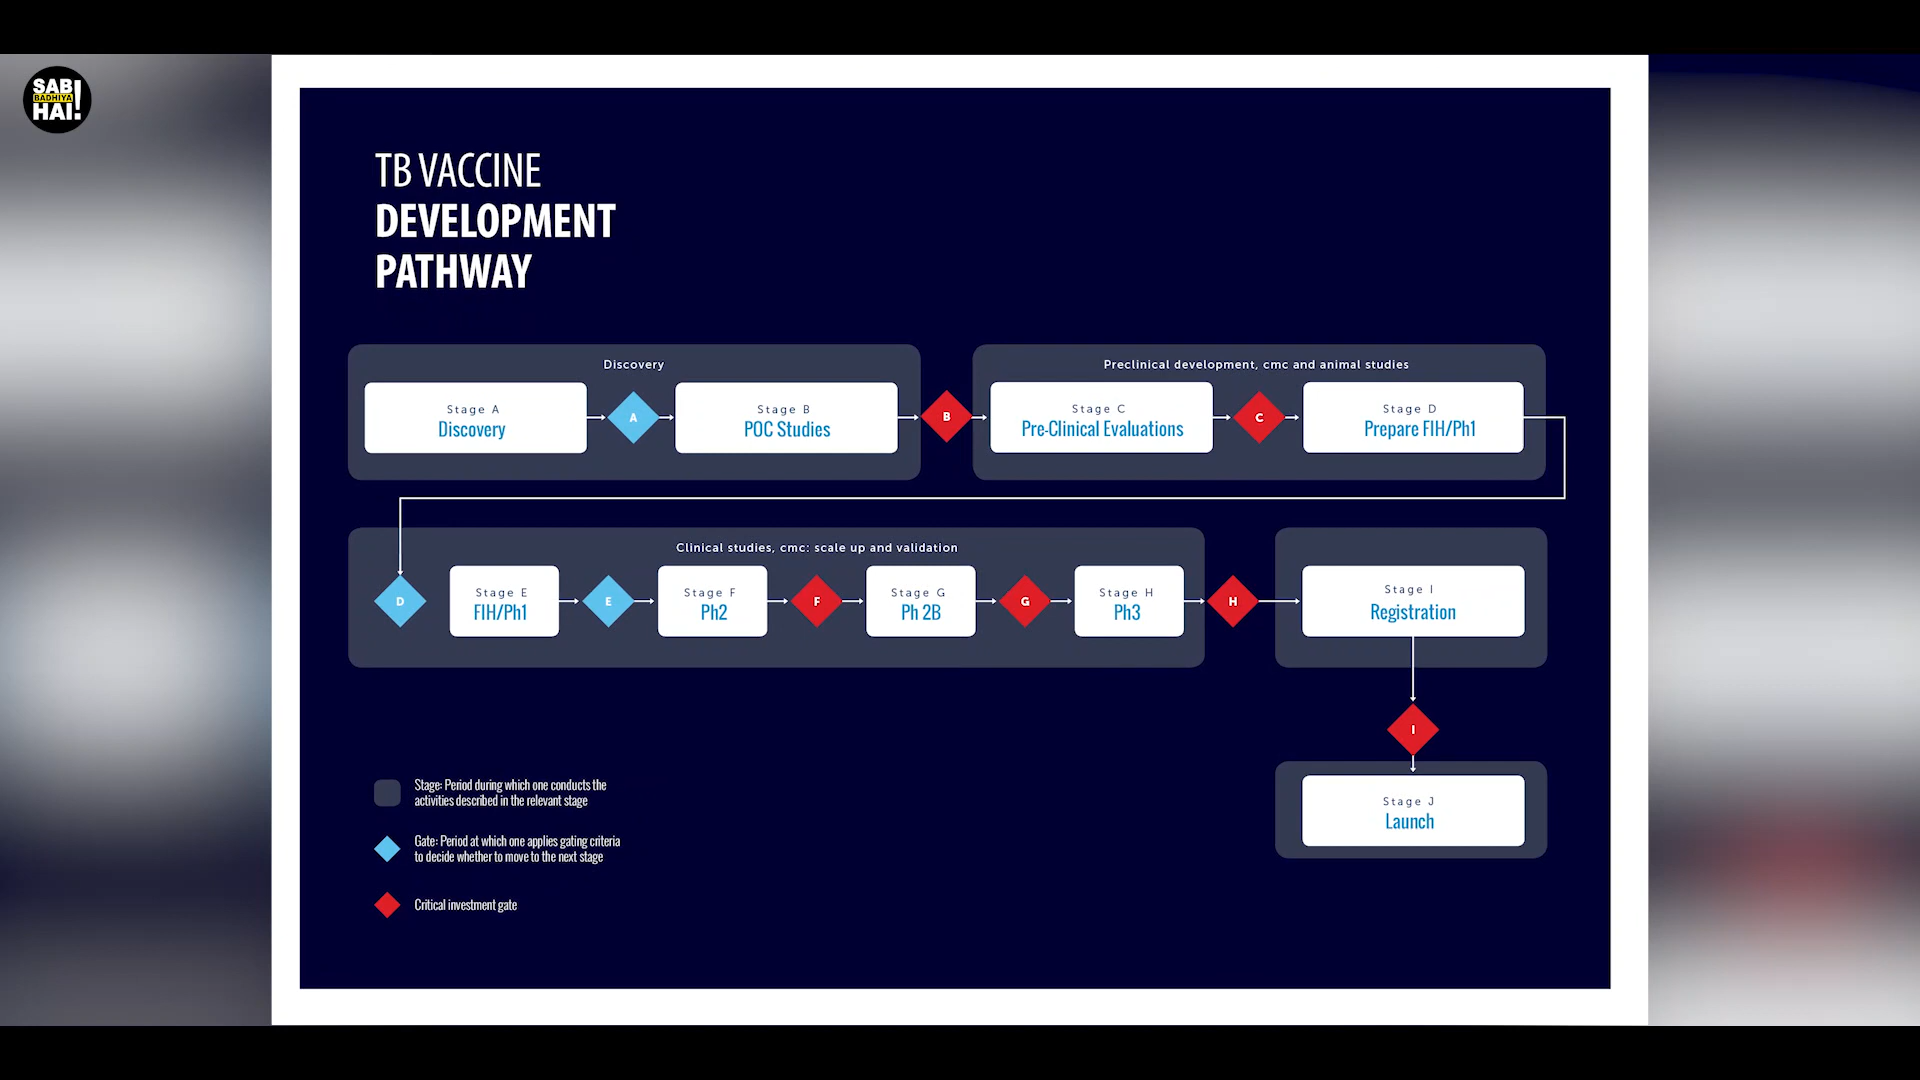 SAB
BADHIYA
HAI!
TB VACCINE
DEVELOPMENT
PATHWAY
Discovery
Stage A
Discovery
A
Stage B
POC Studies
B
Preclinical development, cmc and animal studies
Stage C
Pre-Clinical Evaluations
C
Stage D
Prepare FIH/Ph1
Clinical studies, cmc: scale up and validation
D
Stage E
FIH/Ph1
E
Stage F
Ph2
F
Stage G
Ph 2B
G
Stage H
Ph3
H
Stage I
Registration
I
Stage J
Launch
Stage: Period during which one conducts the
activities described in the relevant stage
Gate: Period at which one applies gating criteria
to decide whether to move to the next stage
Critical investment gate